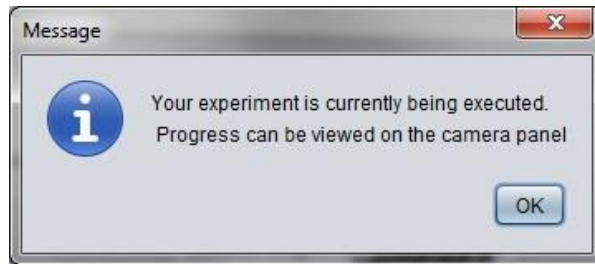 Message
Your experiment is currently being executed.
Progress can be viewed on the camera panel
OK